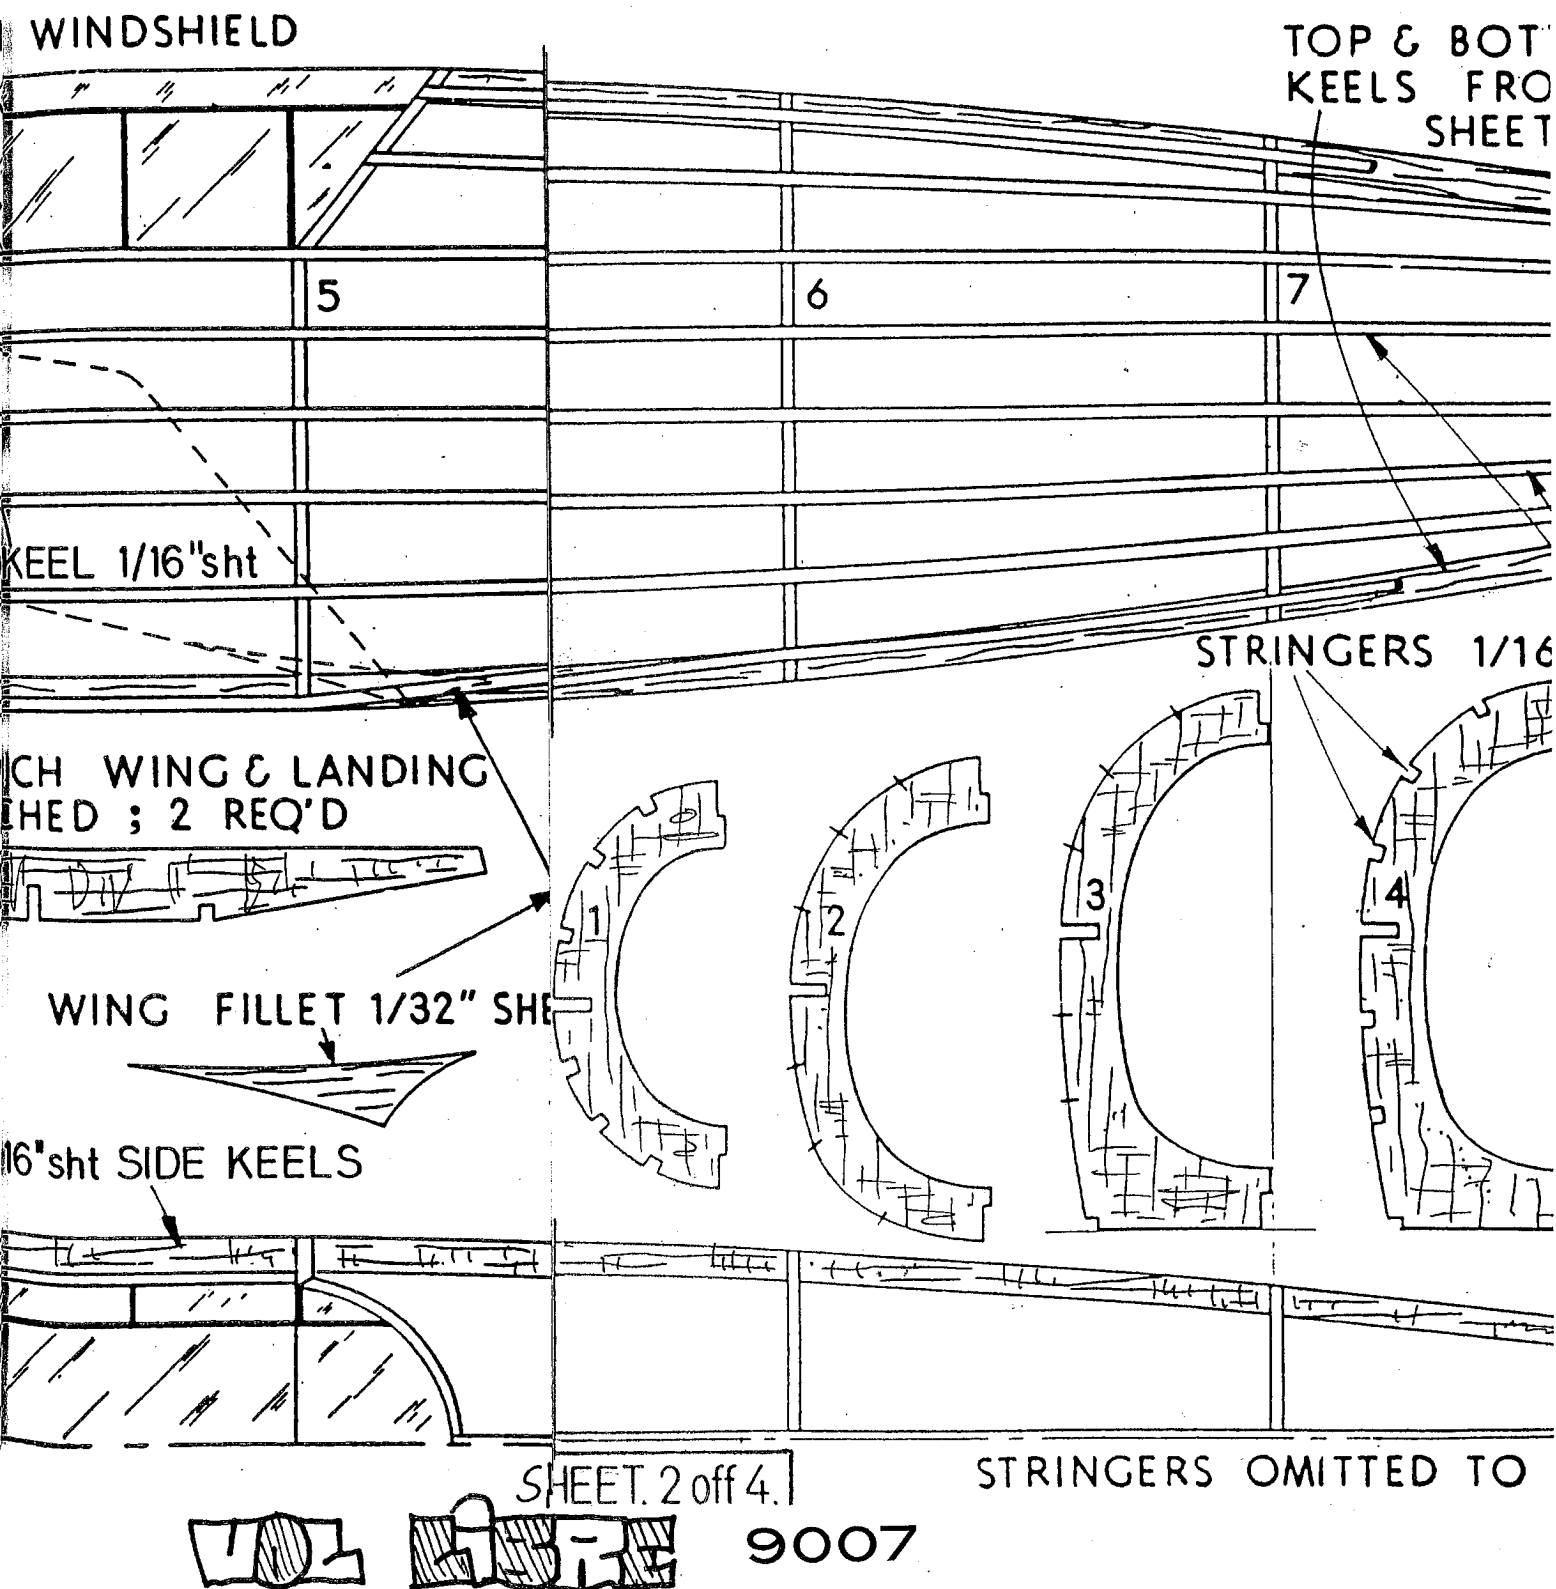 WINDSHIELD
TOP & BOT
KEELS FRO
SHEET
5
6
7
KEEL 1/16"sht
STRINGERS 1/16
CH WING & LANDING
HED ; 2 REQ'D
1
2
3
4
WING FILLET 1/32" SHE
16"sht SIDE KEELS
STRINGERS OMITTED TO
SHEET. 2 off 4.
VOL LIBRE 9007